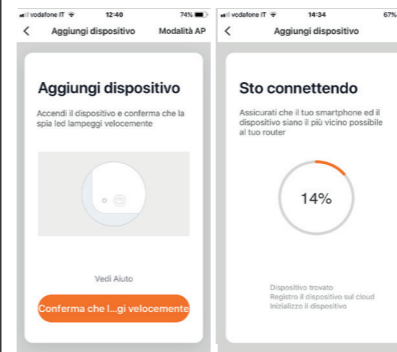 vodafone IT 12:40 74%
Aggiungi dispositivo Modalità AP
Aggiungi dispositivo
Accendi il dispositivo e conferma che la
spia led lampeggi velocemente
Vedi Aiuto
Conferma che l...gi velocemente
vodafone IT 14:34 67%
Aggiungi dispositivo
Sto connettendo
Assicurati che il tuo smartphone ed il
dispositivo siano il più vicino possibile
al tuo router
14%
Dispositivo trovato
Registro il dispositivo sul cloud
Inizializzo il dispositivo